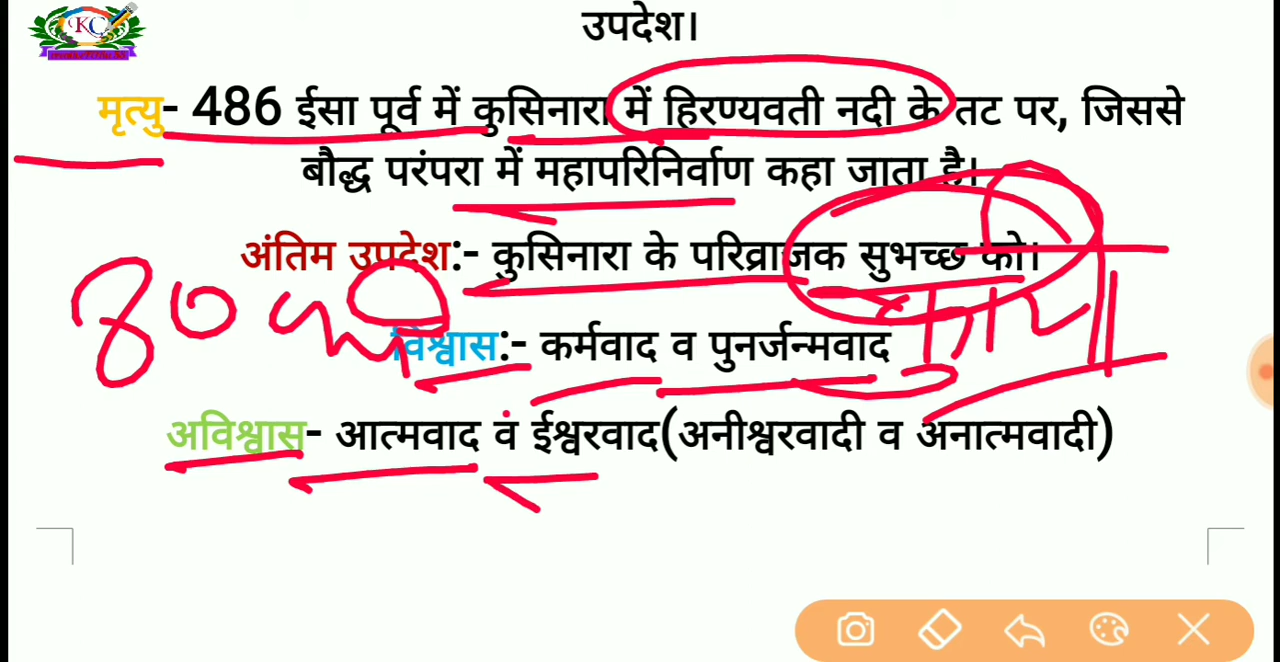 KC
उपदेश।
मृत्यु- 486 ईसा पूर्व में कुसिनारा में हिरण्यवती नदी के तट पर, जिससे
बौद्ध परंपरा में महापरिनिर्वाण कहा जाता है।
अंतिम उपदेश:- कुसिनारा के परिव्राजक सुभच्छ को।
80 वर्ष
विश्वास:- कर्मवाद व पुनर्जन्मवाद
अविश्वास- आत्मवाद वं ईश्वरवाद(अनीश्वरवादी व अनात्मवादी)